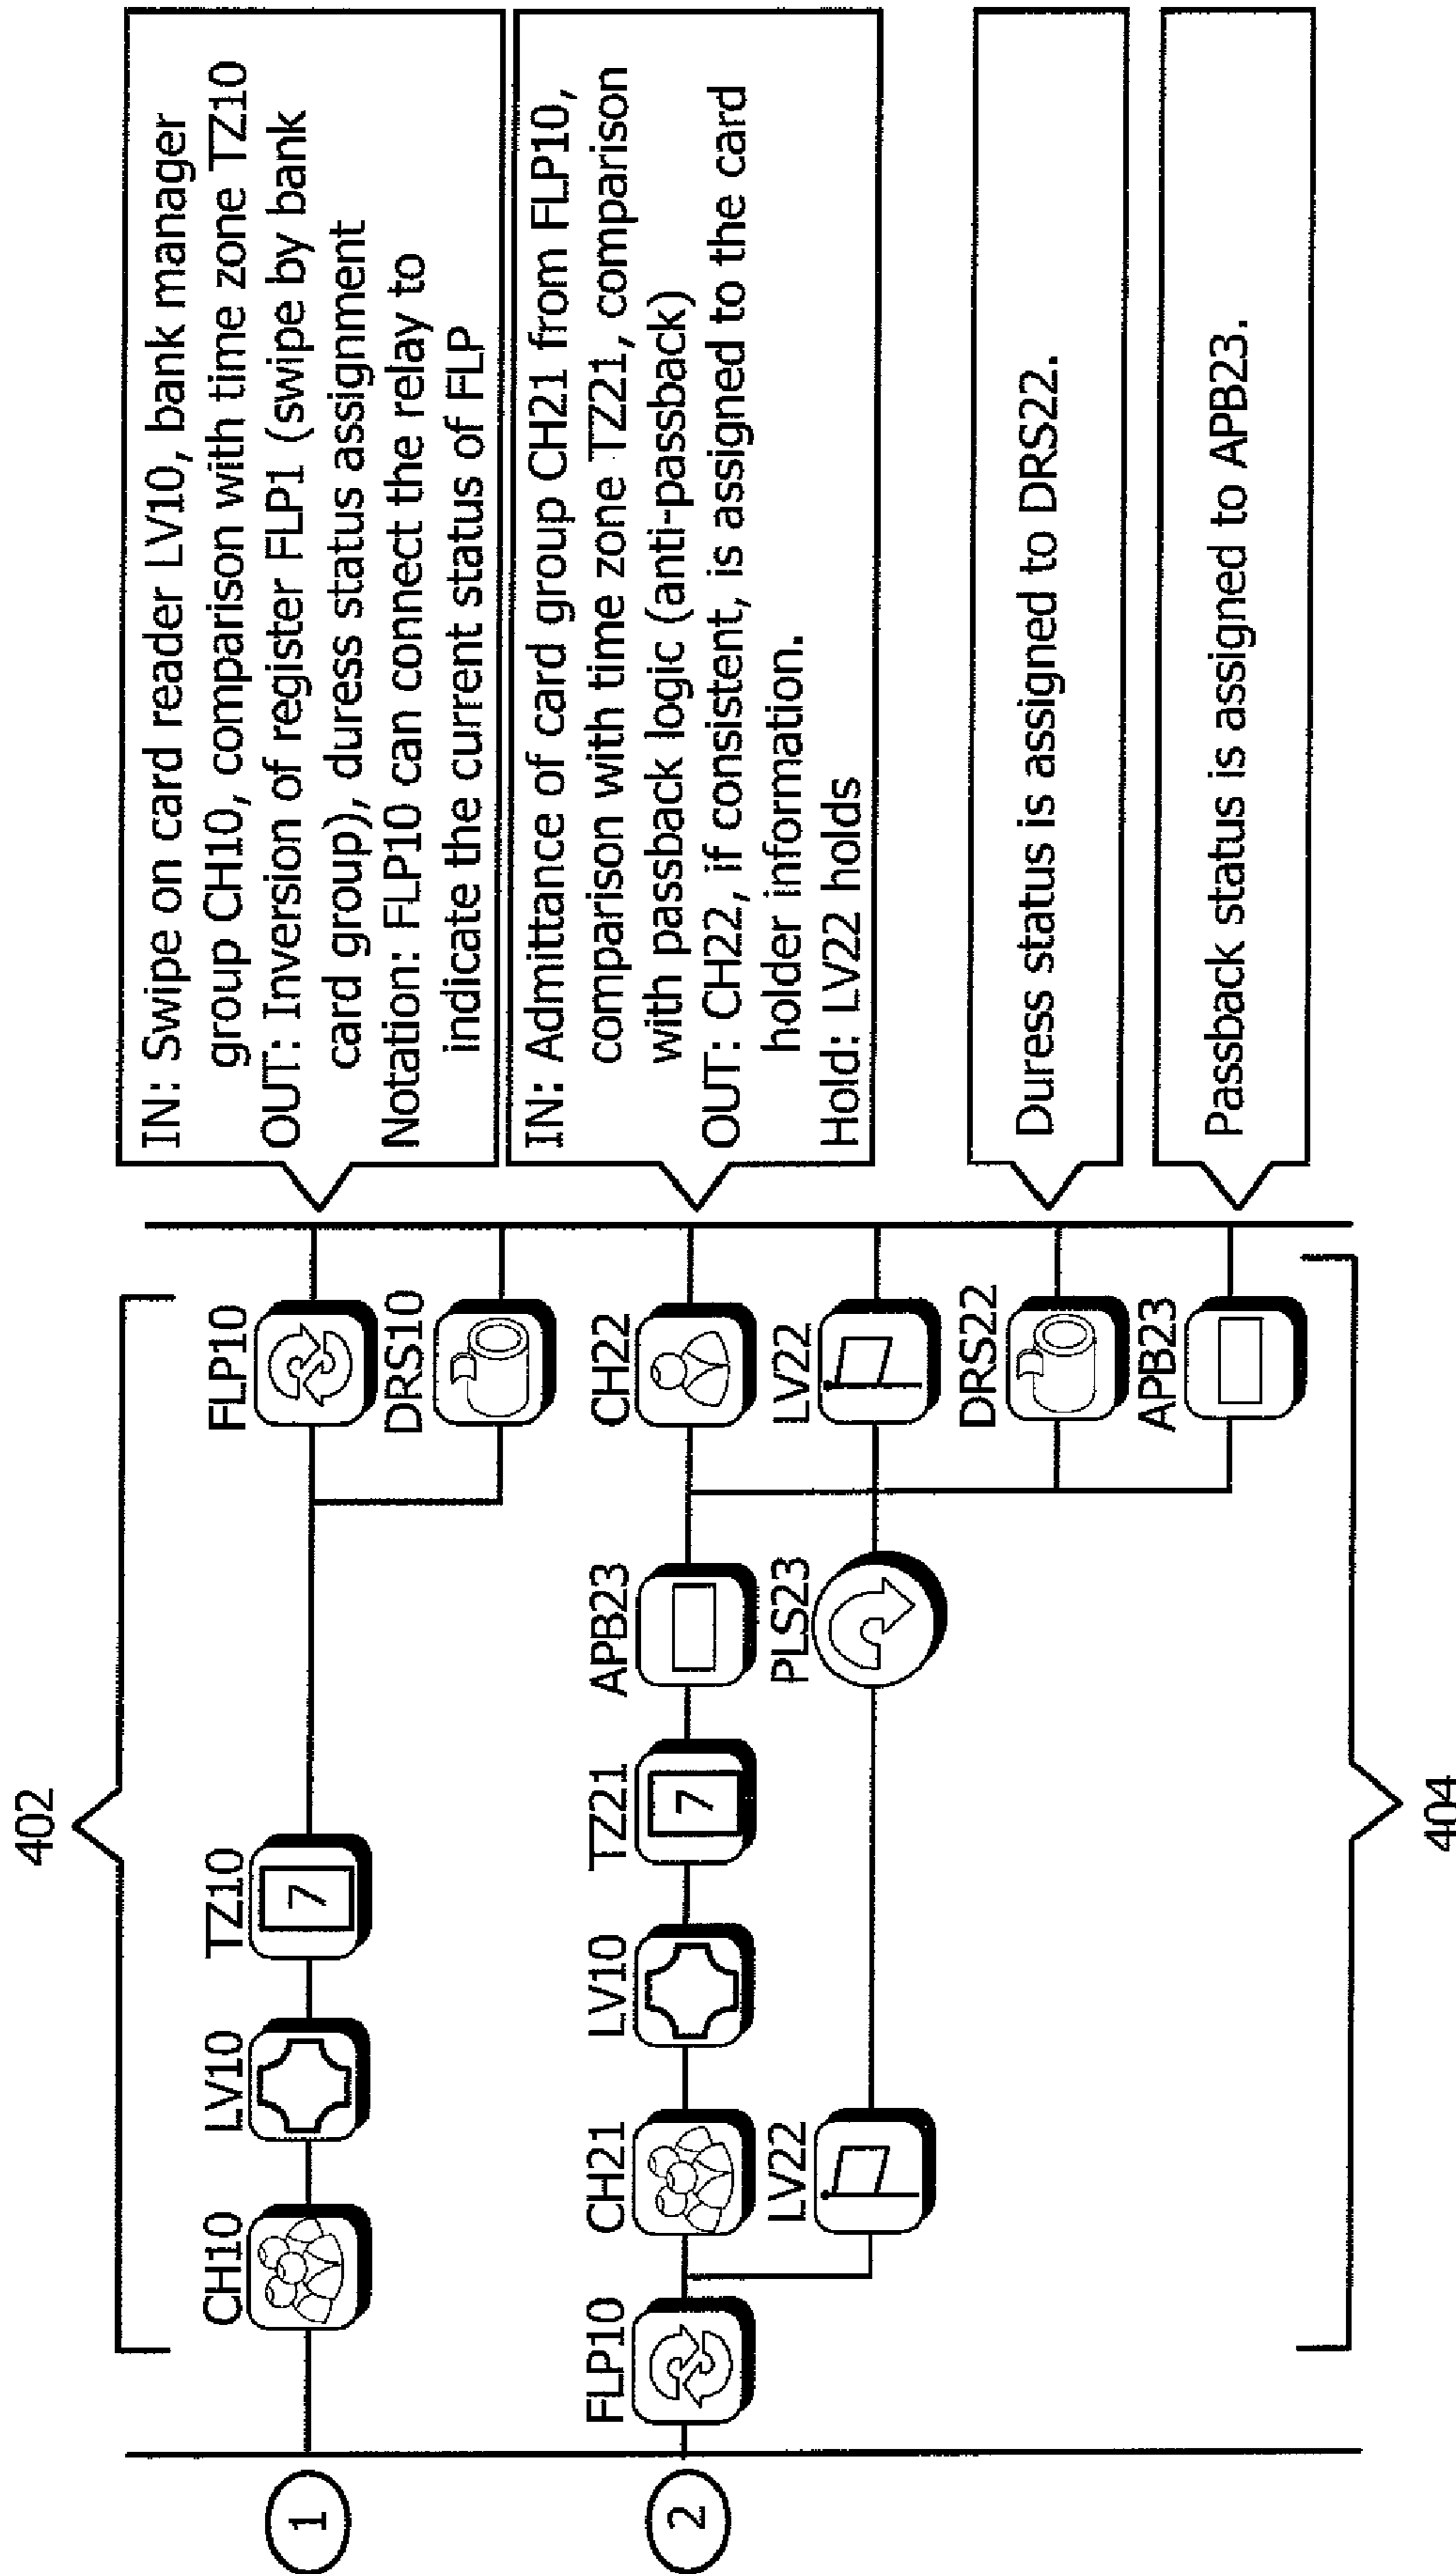 402
1
CH10
LV10
TZ10
FLP10
DRS10
IN: Swipe on card reader LV10, bank manager
group CH10, comparison with time zone TZ10
OUT: Inversion of register FLP1 (swipe by bank
card group), duress status assignment
Notation: FLP10 can connect the relay to
indicate the current status of FLP
2
FLP10
CH21
LV10
TZ21
APB23
CH22
LV22
PLS23
LV22
DRS22
APB23
IN: Admittance of card group CH21 from FLP10,
comparison with time zone TZ21, comparison
with passback logic (anti-passback)
OUT: CH22, if consistent, is assigned to the card
holder information.
Hold: LV22 holds
Duress status is assigned to DRS22.
Passback status is assigned to APB23.
7
7
404